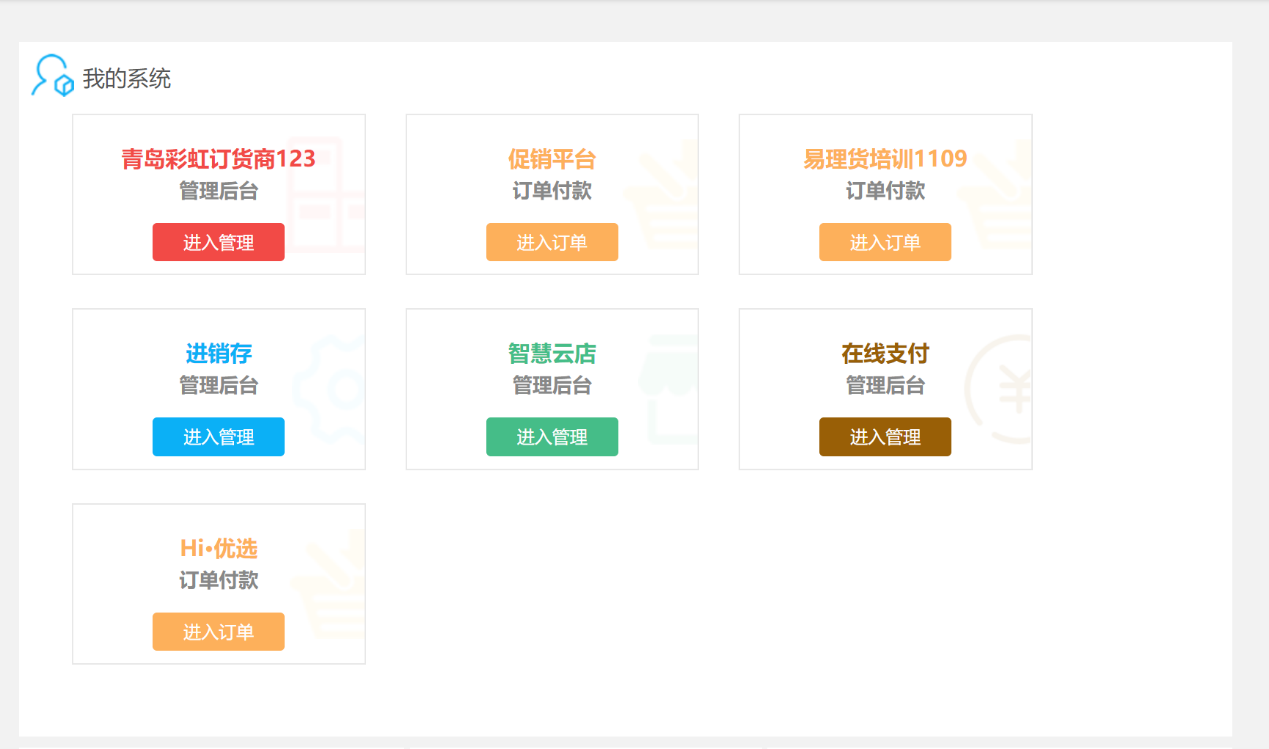 我的系统
青岛彩虹订货商123
管理后台
进入管理
促销平台
订单付款
进入订单
易理货培训1109
订单付款
进入订单
进销存
管理后台
进入管理
智慧云店
管理后台
进入管理
在线支付
管理后台
进入管理
Hi•优选
订单付款
进入订单